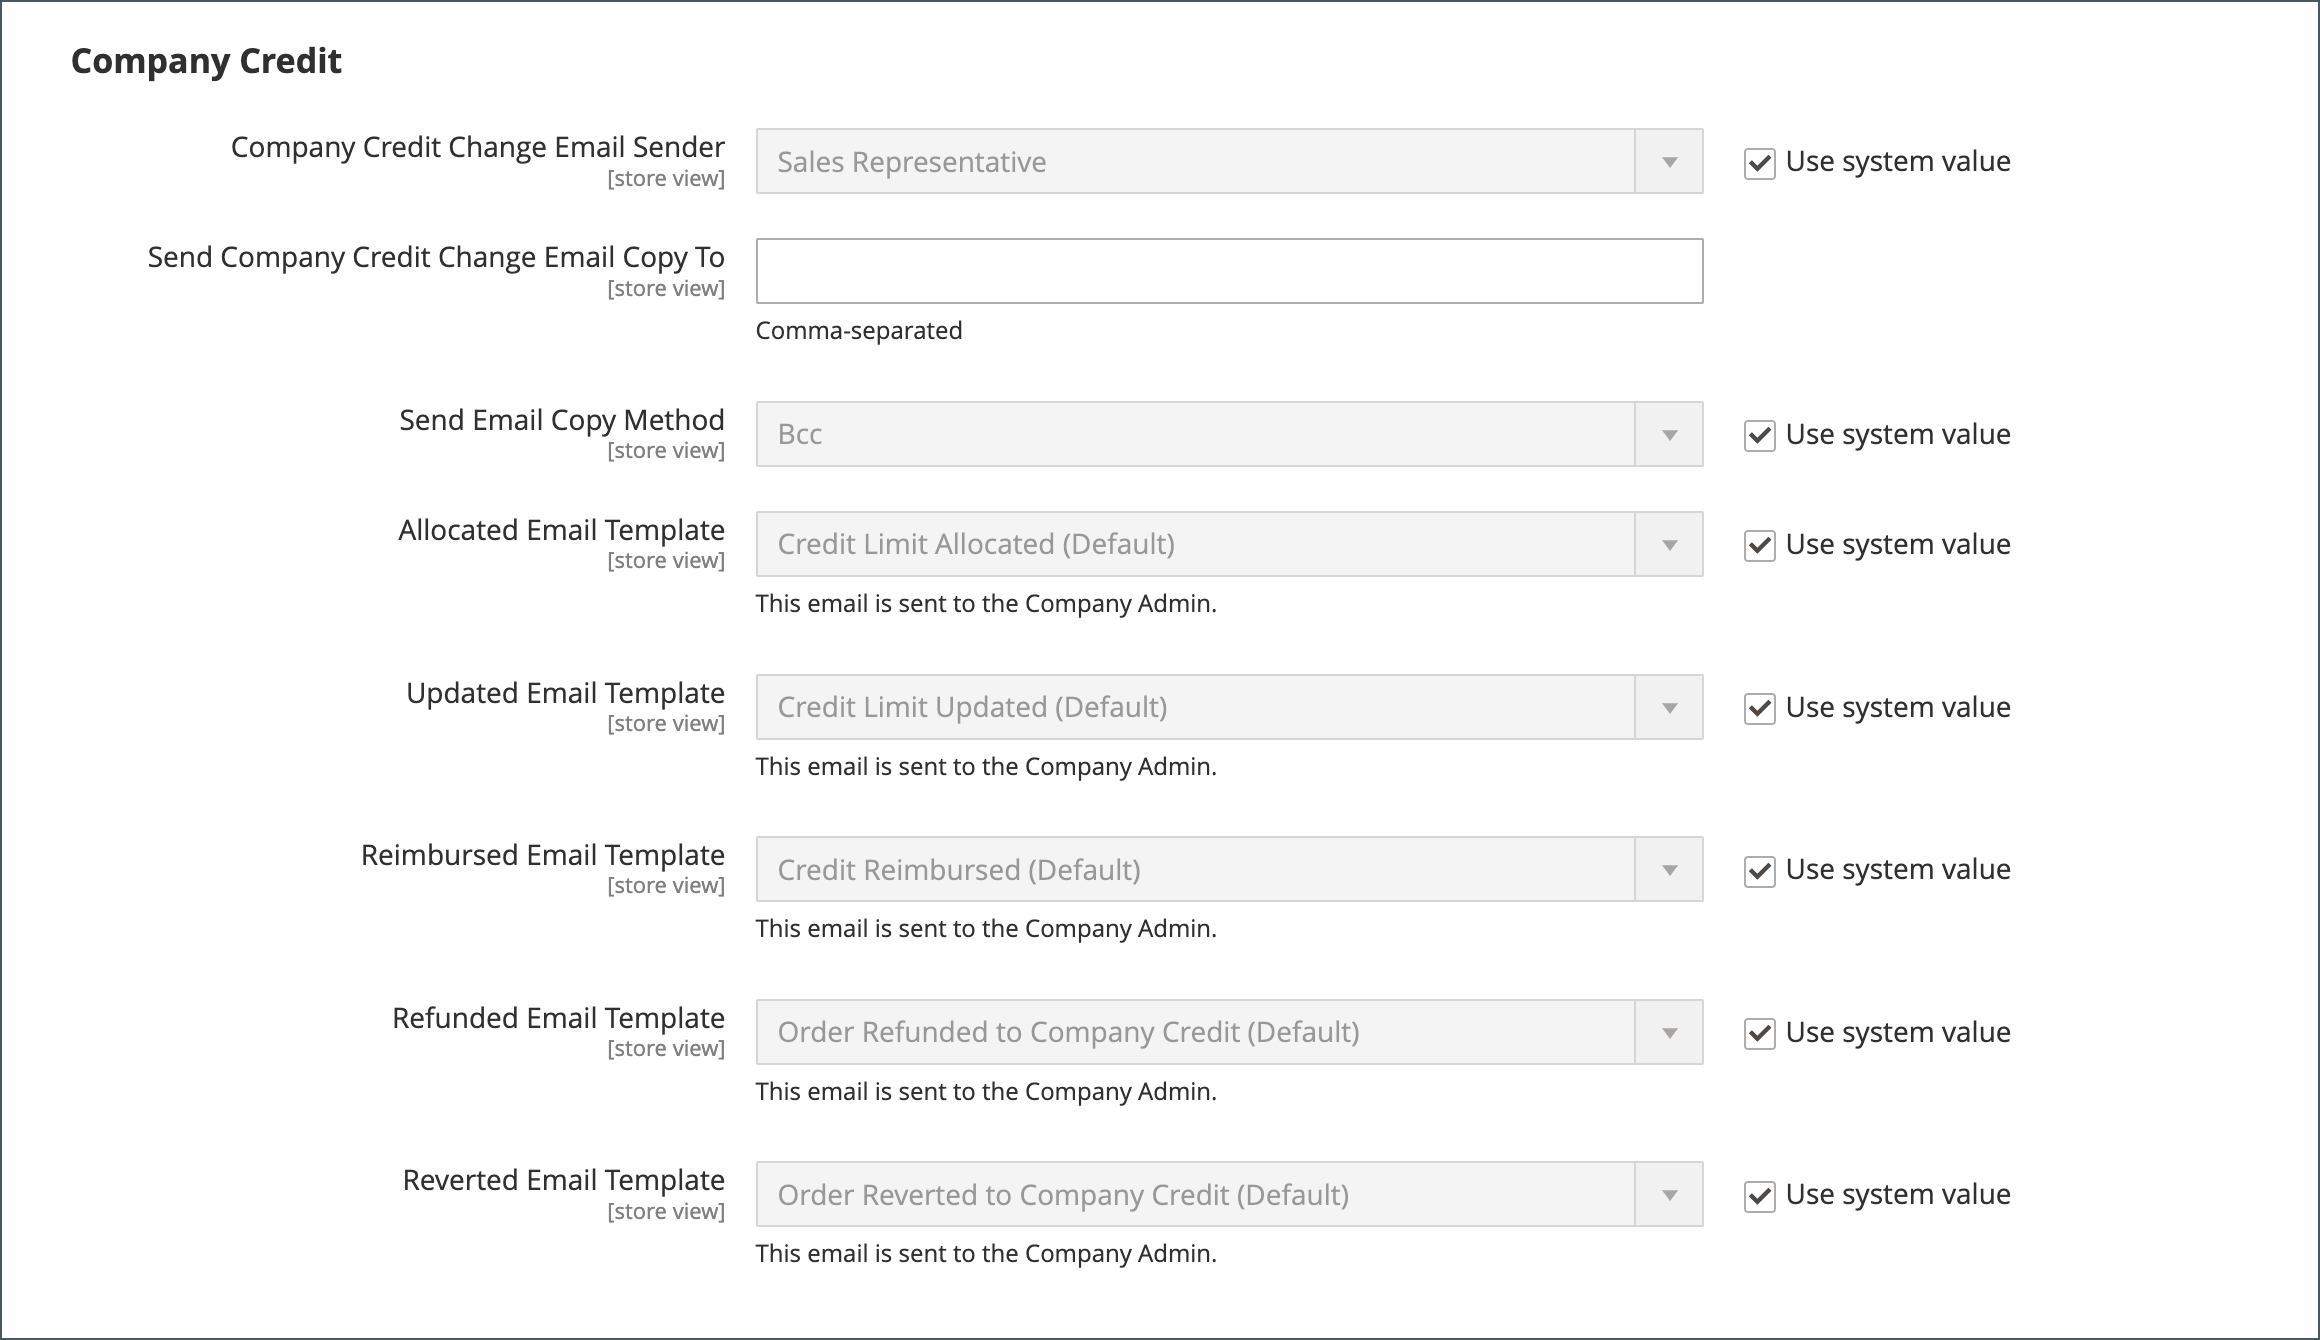 Company Credit
Company Credit Change Email Sender
[store view]
Sales Representative
Use system value
Send Company Credit Change Email Copy To
[store view]
Comma-separated
Send Email Copy Method
[store view]
Bcc
Use system value
Allocated Email Template
[store view]
Credit Limit Allocated (Default)
Use system value
This email is sent to the Company Admin.
Updated Email Template
[store view]
Credit Limit Updated (Default)
Use system value
This email is sent to the Company Admin.
Reimbursed Email Template
[store view]
Credit Reimbursed (Default)
Use system value
This email is sent to the Company Admin.
Refunded Email Template
[store view]
Order Refunded to Company Credit (Default)
Use system value
This email is sent to the Company Admin.
Reverted Email Template
[store view]
Order Reverted to Company Credit (Default)
Use system value
This email is sent to the Company Admin.